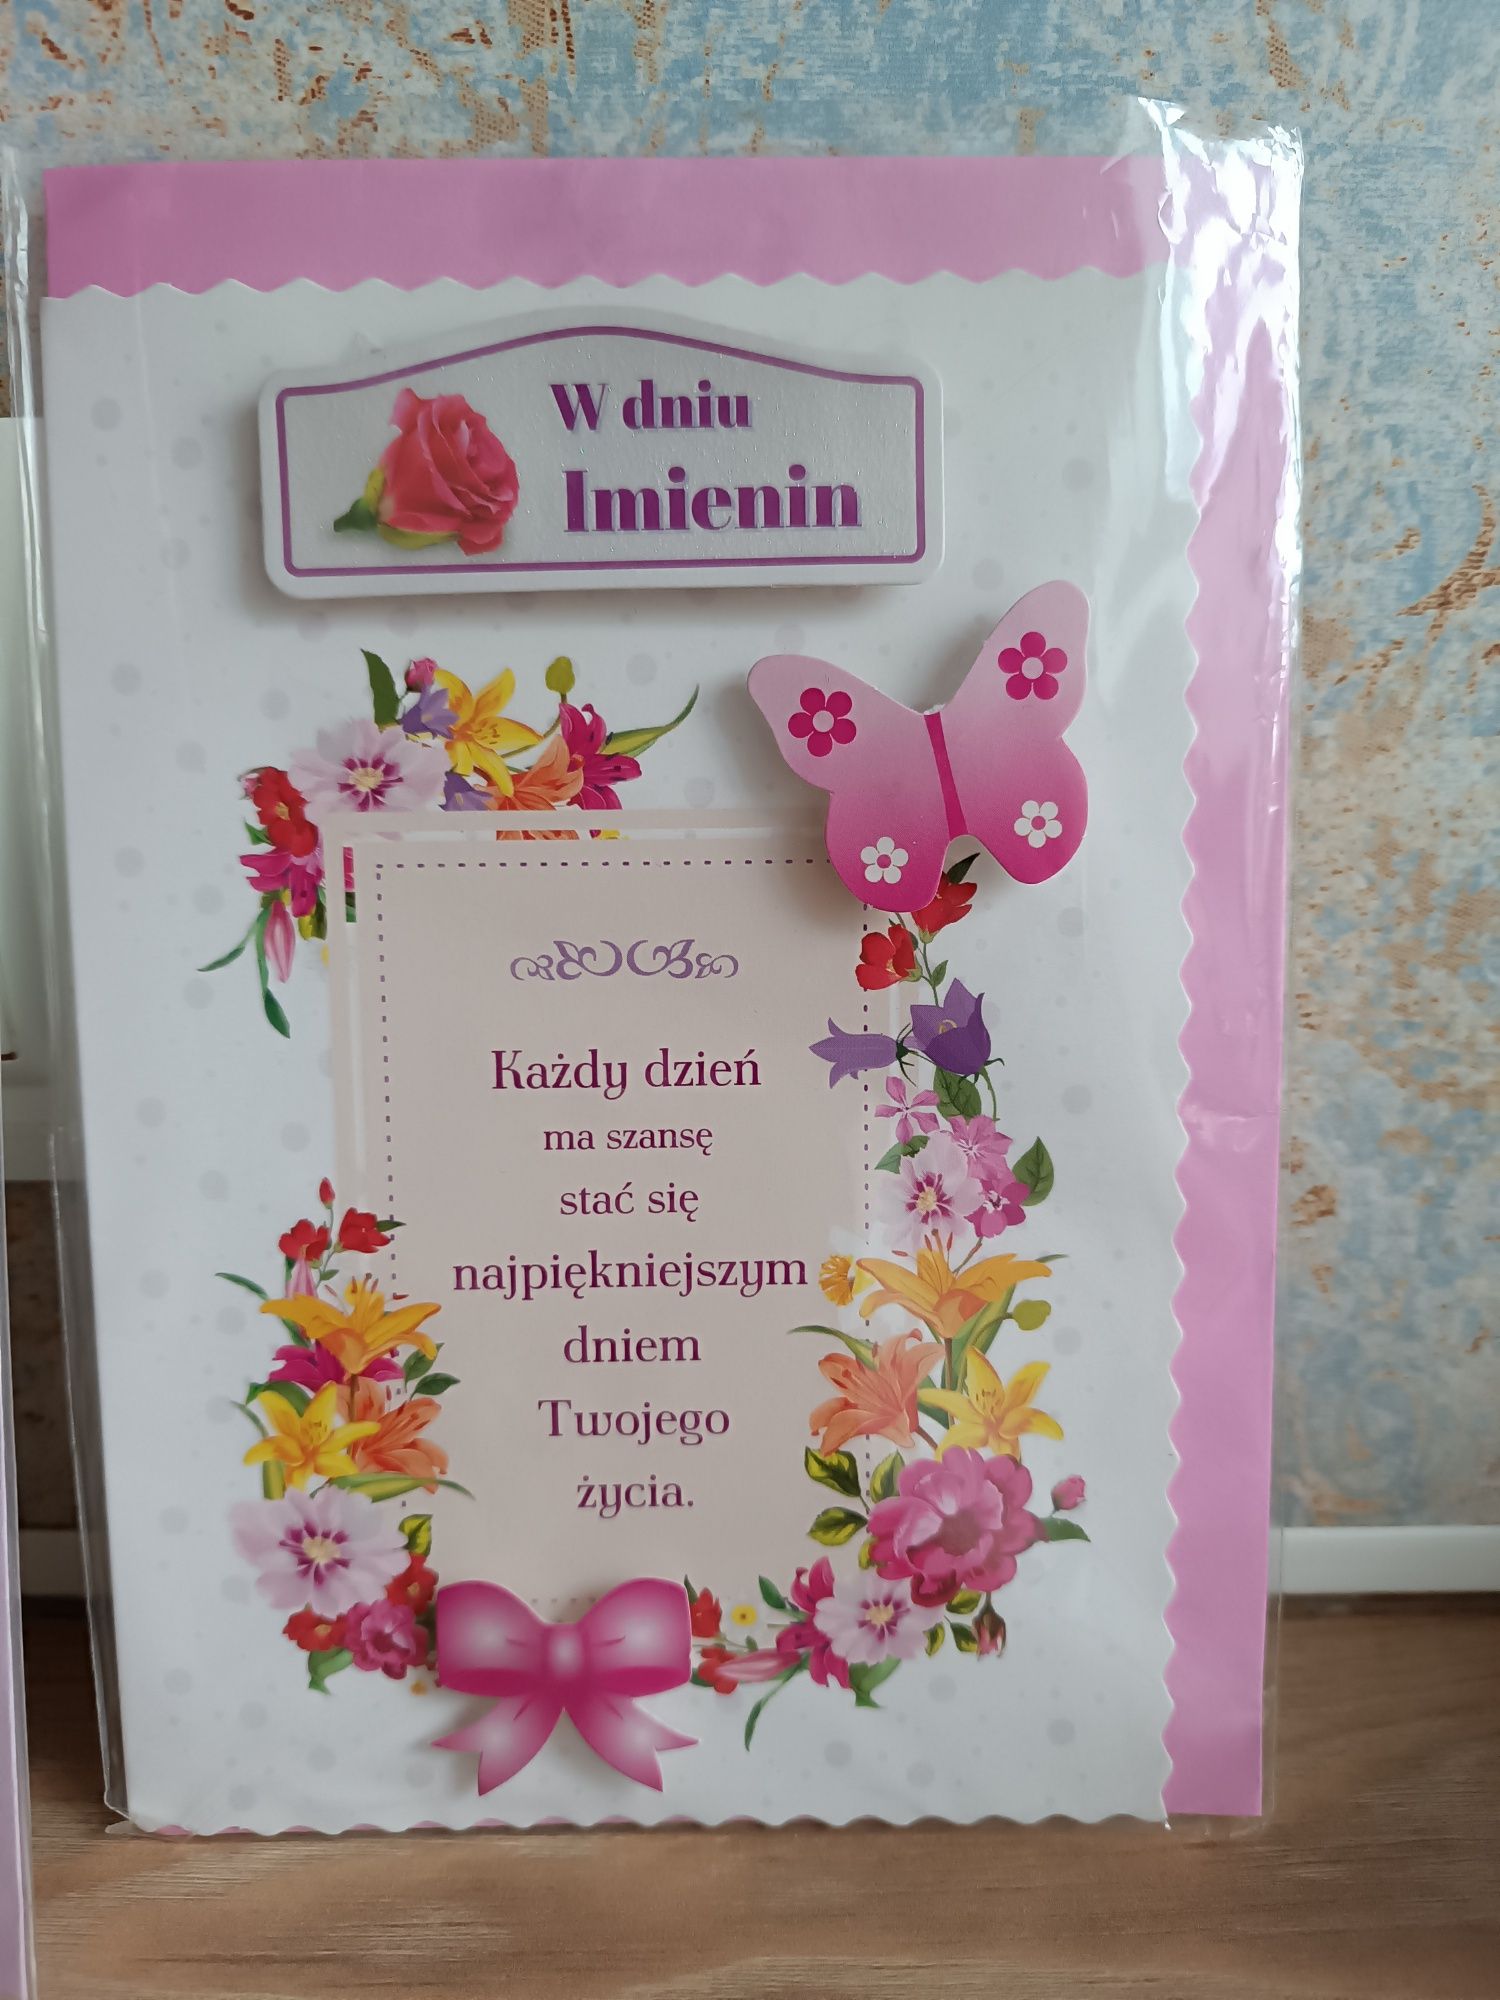 W dniu
Imienin
Każdy dzień
ma szansę
stać się
najpiękniejszym
dniem
Twojego
życia.